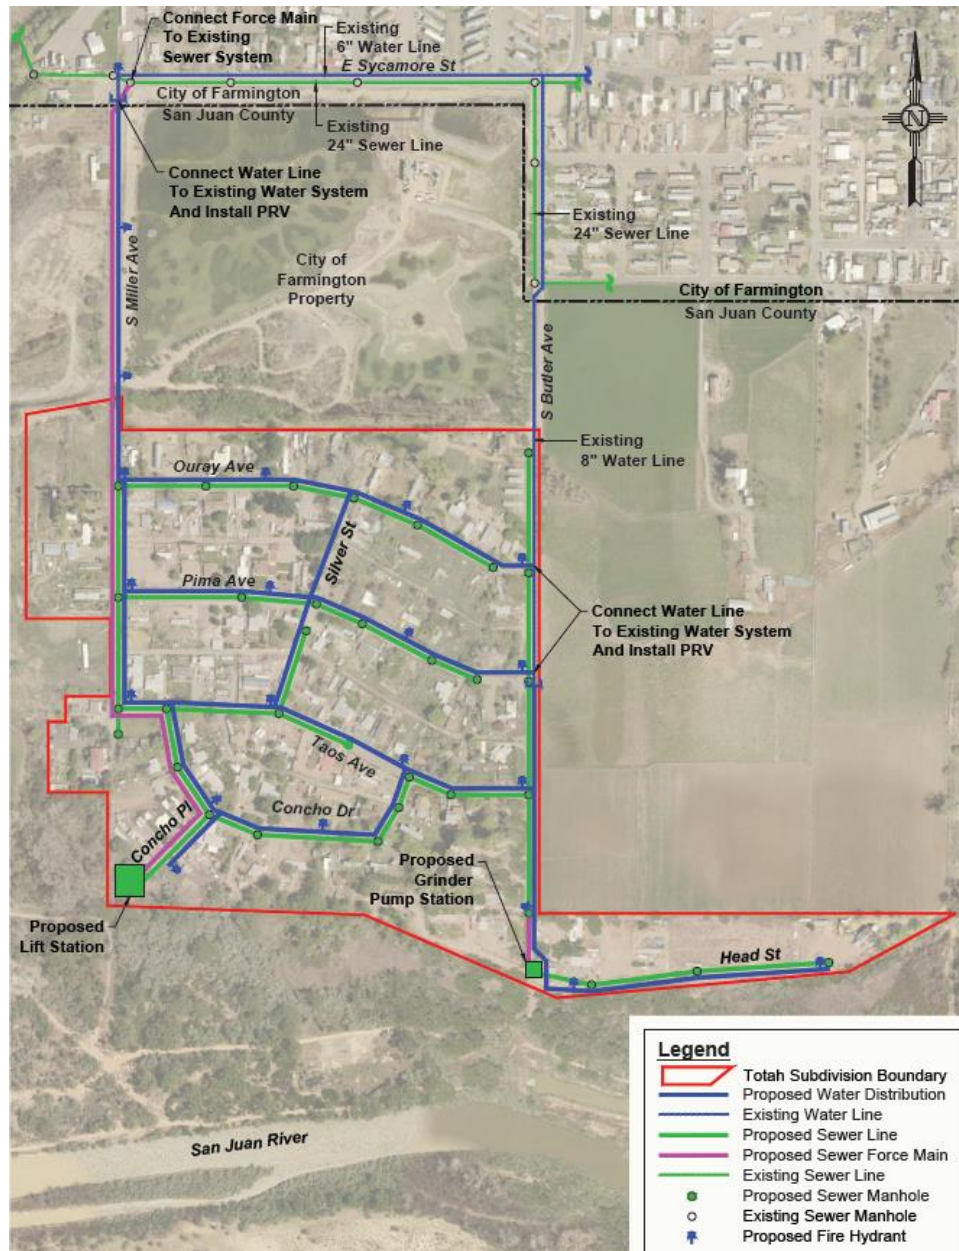 Connect Force Main
To Existing
Sewer System
Existing
6" Water Line
E Sycamore St
City of Farmington
San Juan County
Existing
24" Sewer Line
N
Connect Water Line
To Existing Water System
And Install PRV
Existing
24" Sewer Line
S Miller Ave
City of
Farmington
Property
City of Farmington
San Juan County
S Butler Ave
Existing
8" Water Line
Ouray Ave
Silver St
Pima Ave
Connect Water Line
To Existing Water System
And Install PRV
Taos Ave
Concho Dr
Concho Pl
Proposed
Grinder
Pump Station
Proposed
Lift Station
Head St
San Juan River
Legend
Totah Subdivision Boundary
Proposed Water Distribution
Existing Water Line
Proposed Sewer Line
Proposed Sewer Force Main
Existing Sewer Line
Proposed Sewer Manhole
Existing Sewer Manhole
Proposed Fire Hydrant